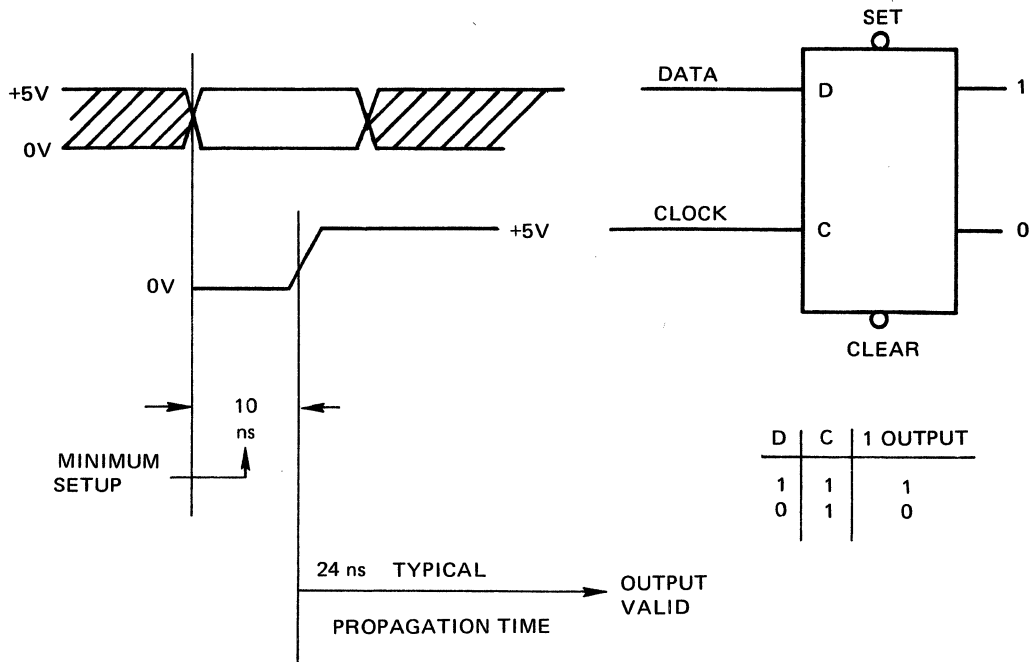 SET
+5V
DATA
D
1
0V
CLOCK
C
0
+5V
0V
CLEAR
10
ns
MINIMUM
SETUP
D C 1 OUTPUT
1 1 1
0 1 0
24 ns TYPICAL
OUTPUT
VALID
PROPAGATION TIME